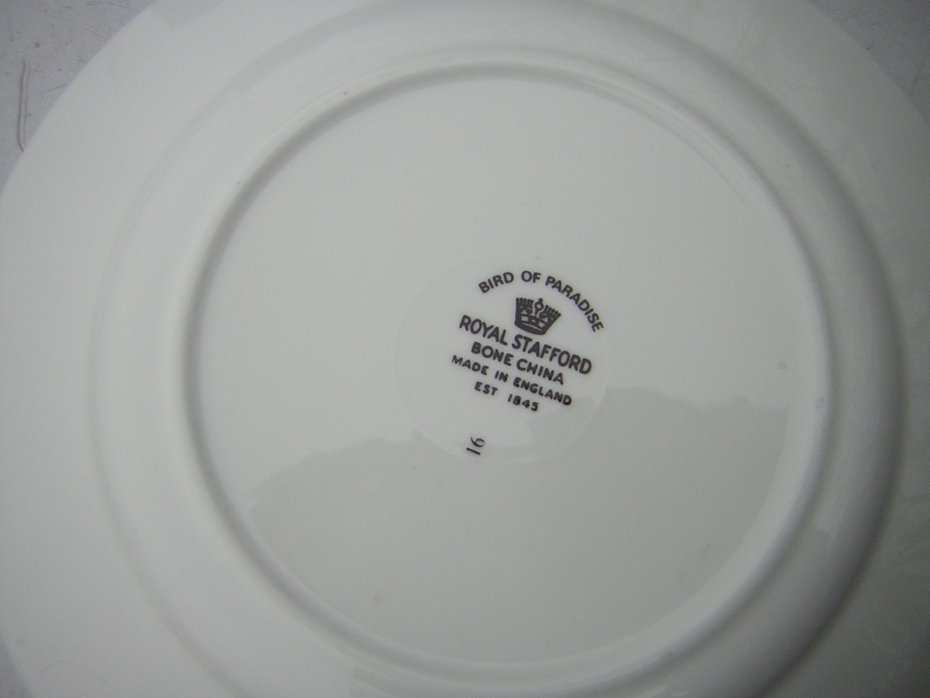 BIRD OF PARADISE
ROYAL STAFFORD
BONE CHINA
MADE IN ENGLAND
EST 1845
16